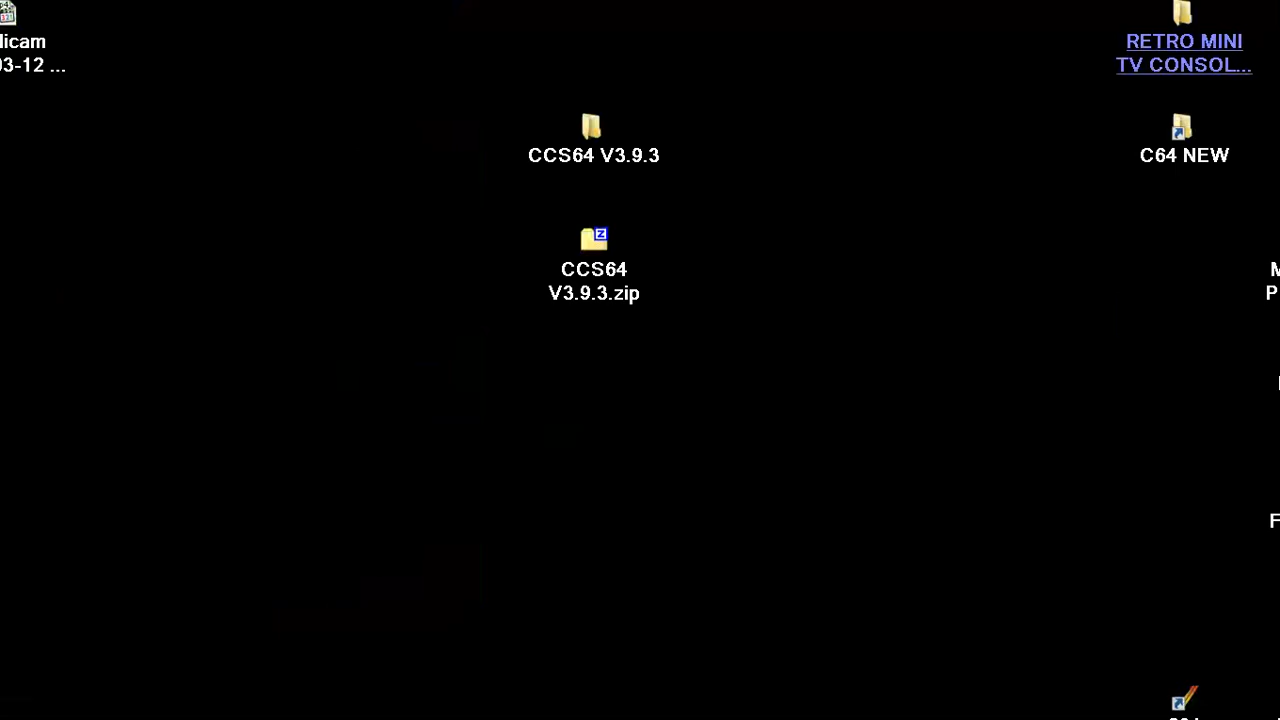 licam
03-12 ...
RETRO MINI
TV CONSOL...
CCS64 V3.9.3
C64 NEW
CCS64
V3.9.3.zip
M
P
F